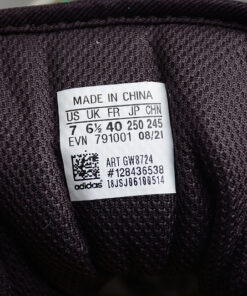 MADE IN CHINA
US UK FR JP CHN
7 6½ 40 250 245
EVN 791001 08/21
ART GW8724
#128436538
adidas 18JSJ06100514